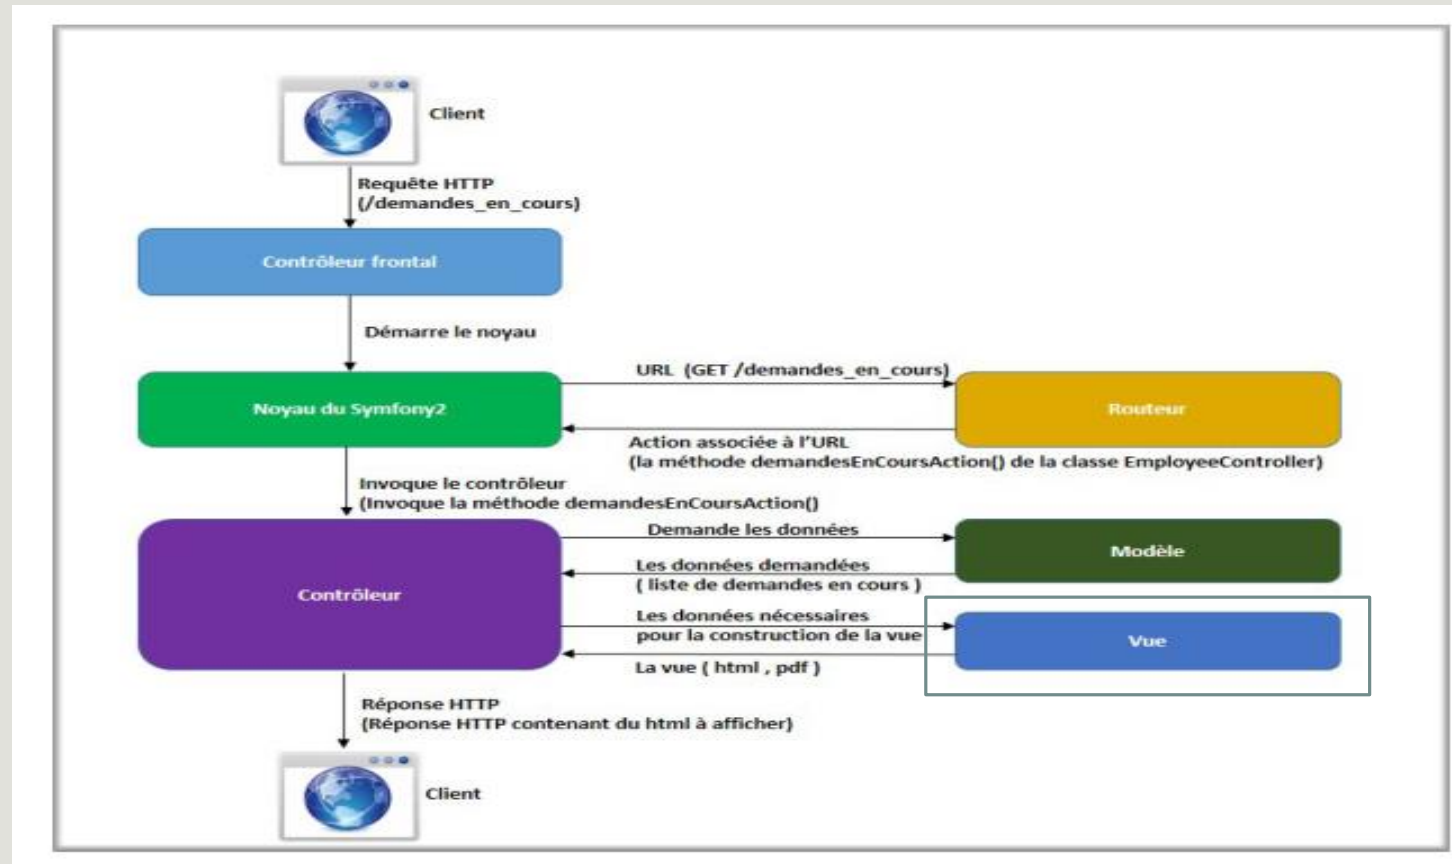 Client
Requête HTTP
(/demandes_en_cours)
Contrôleur frontal
Démarre le noyau
URL (GET /demandes_en_cours)
Noyau du Symfony2
Routeur
Action associée à l'URL
(la méthode demandesEnCoursAction() de la classe EmployeeController)
Invoque le contrôleur
(Invoque la méthode demandesEnCoursAction()
Demande les données
Modèle
Les données demandées
( liste de demandes en cours )
Contrôleur
Les données nécessaires
pour la construction de la vue
Vue
La vue ( html , pdf )
Réponse HTTP
(Réponse HTTP contenant du html à afficher)
Client